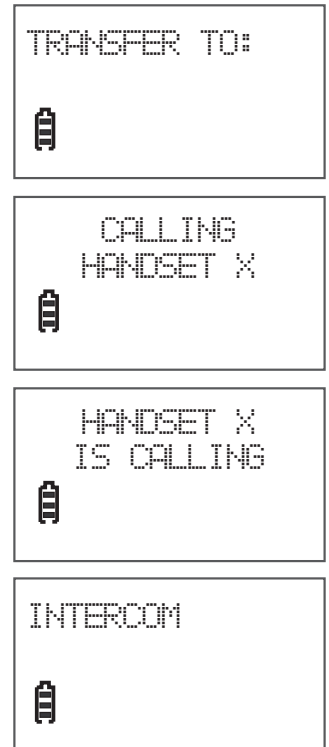 TRANSFER TO:
CALLING
HANDSET X
HANDSET X
IS CALLING
INTERCOM